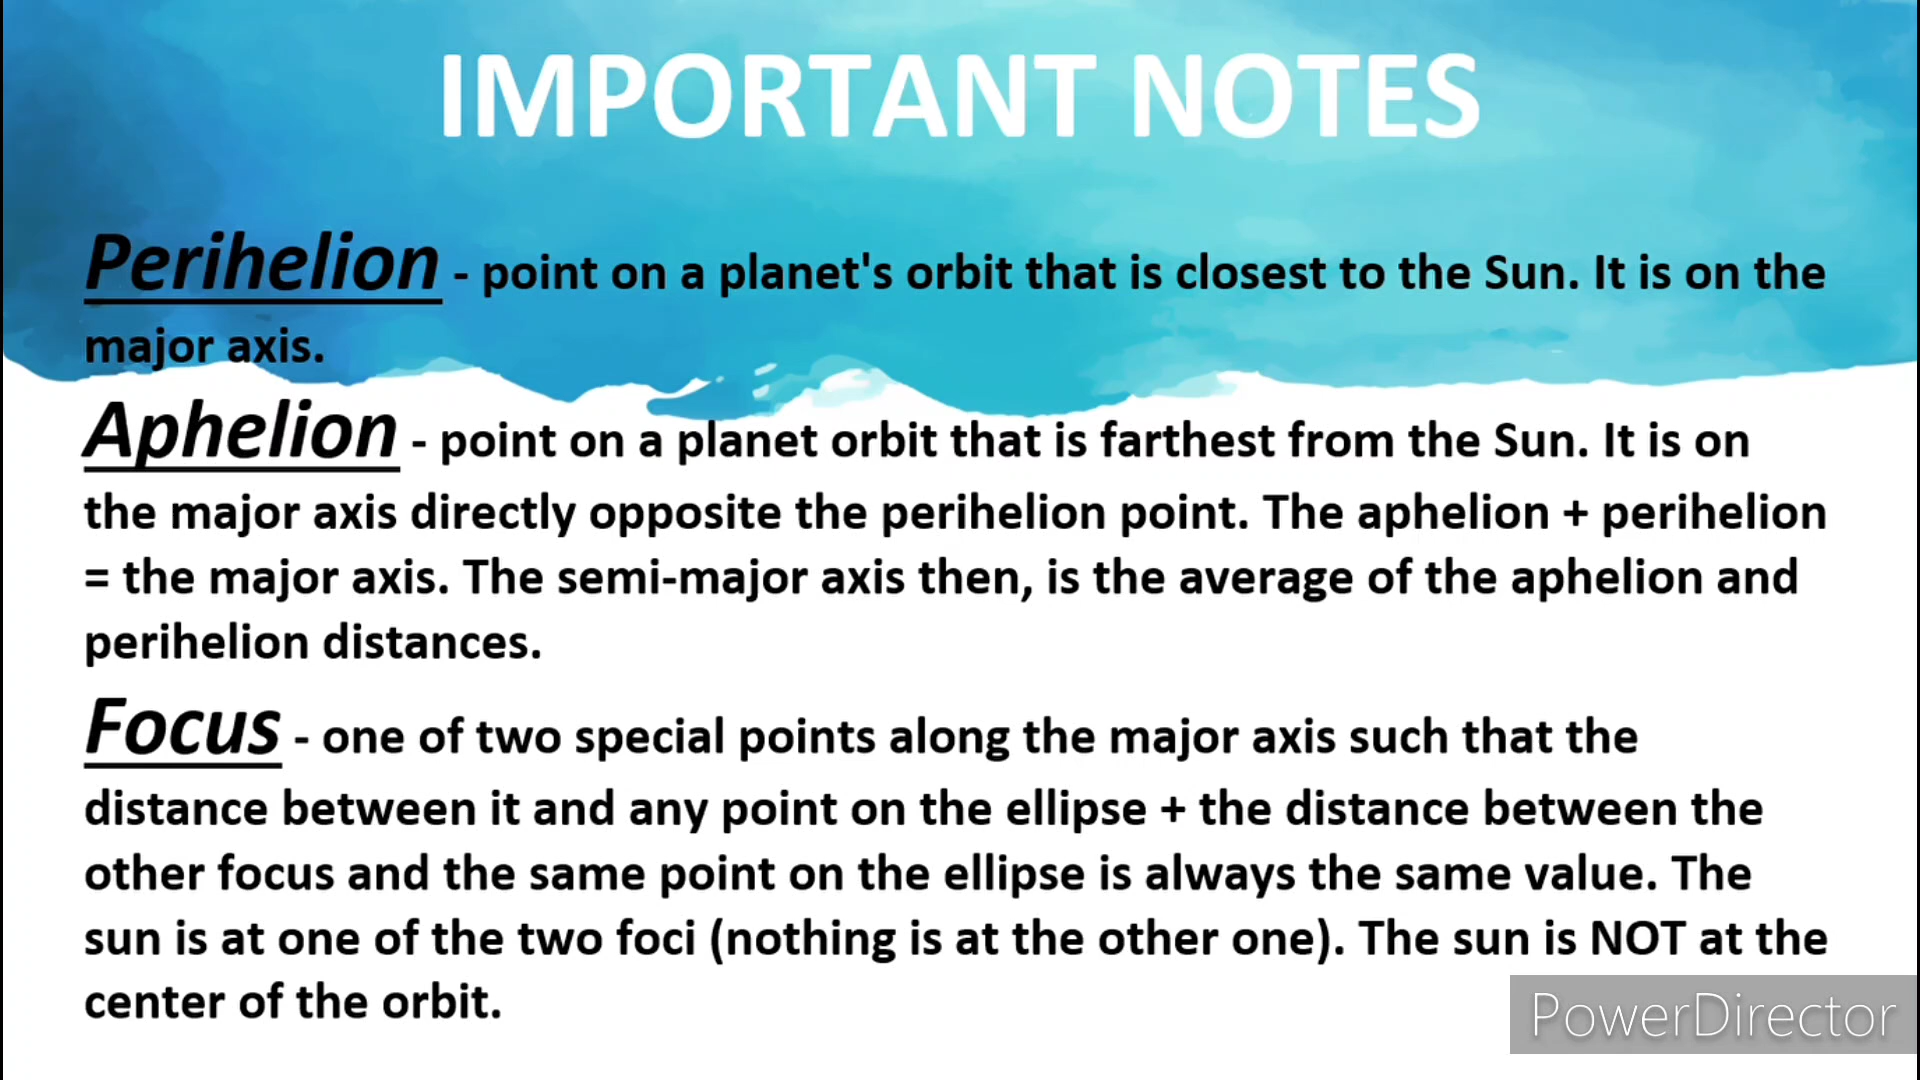 IMPORTANT NOTES
Perihelion - point on a planet's orbit that is closest to the Sun. It is on the
major axis.
Aphelion - point on a planet orbit that is farthest from the Sun. It is on
the major axis directly opposite the perihelion point. The aphelion + perihelion
= the major axis. The semi-major axis then, is the average of the aphelion and
perihelion distances.
Focus - one of two special points along the major axis such that the
distance between it and any point on the ellipse + the distance between the
other focus and the same point on the ellipse is always the same value. The
sun is at one of the two foci (nothing is at the other one). The sun is NOT at the
center of the orbit.
PowerDirector